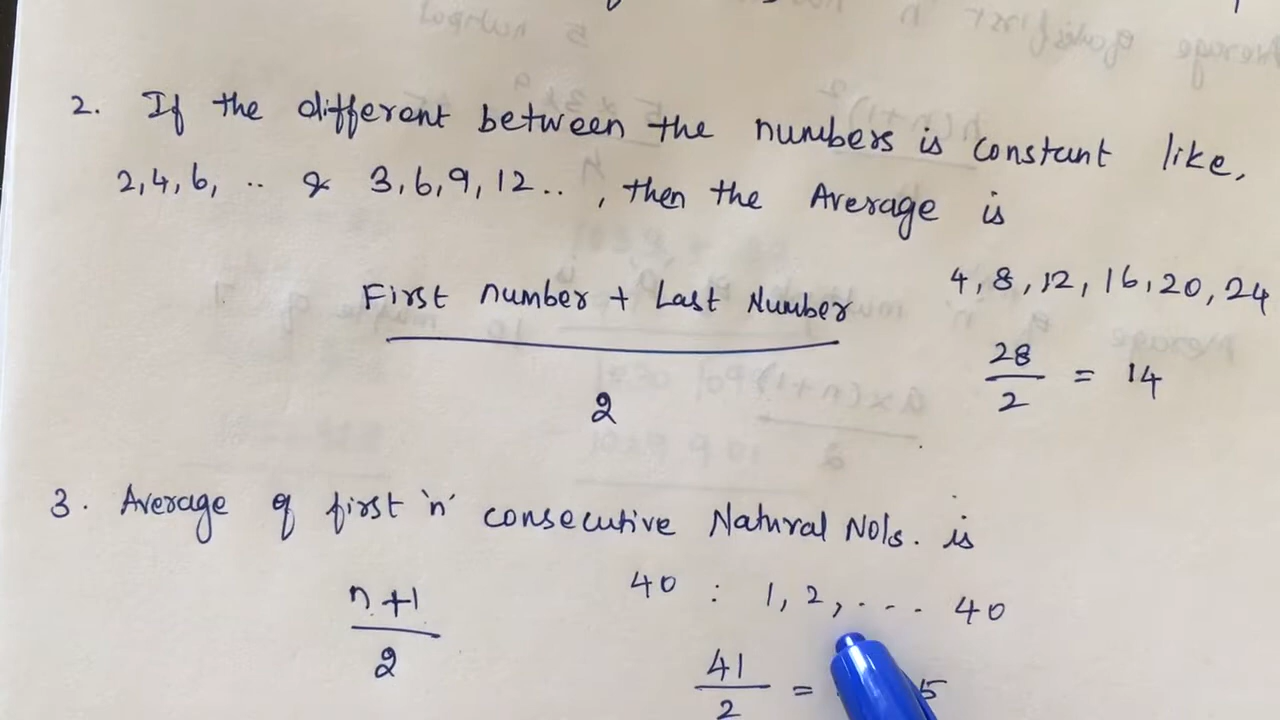 2. If the different between the numbers is constant like,
2,4,6, .. & 3,6,9,12.. , then the Average is
First number + Last Number
2
4,8,12,16,20,24
28
2
= 14
3. Average of first 'n' consecutive Natural Nols. is
n+1
2
40 : 1,2,... 40
41
2
= 5